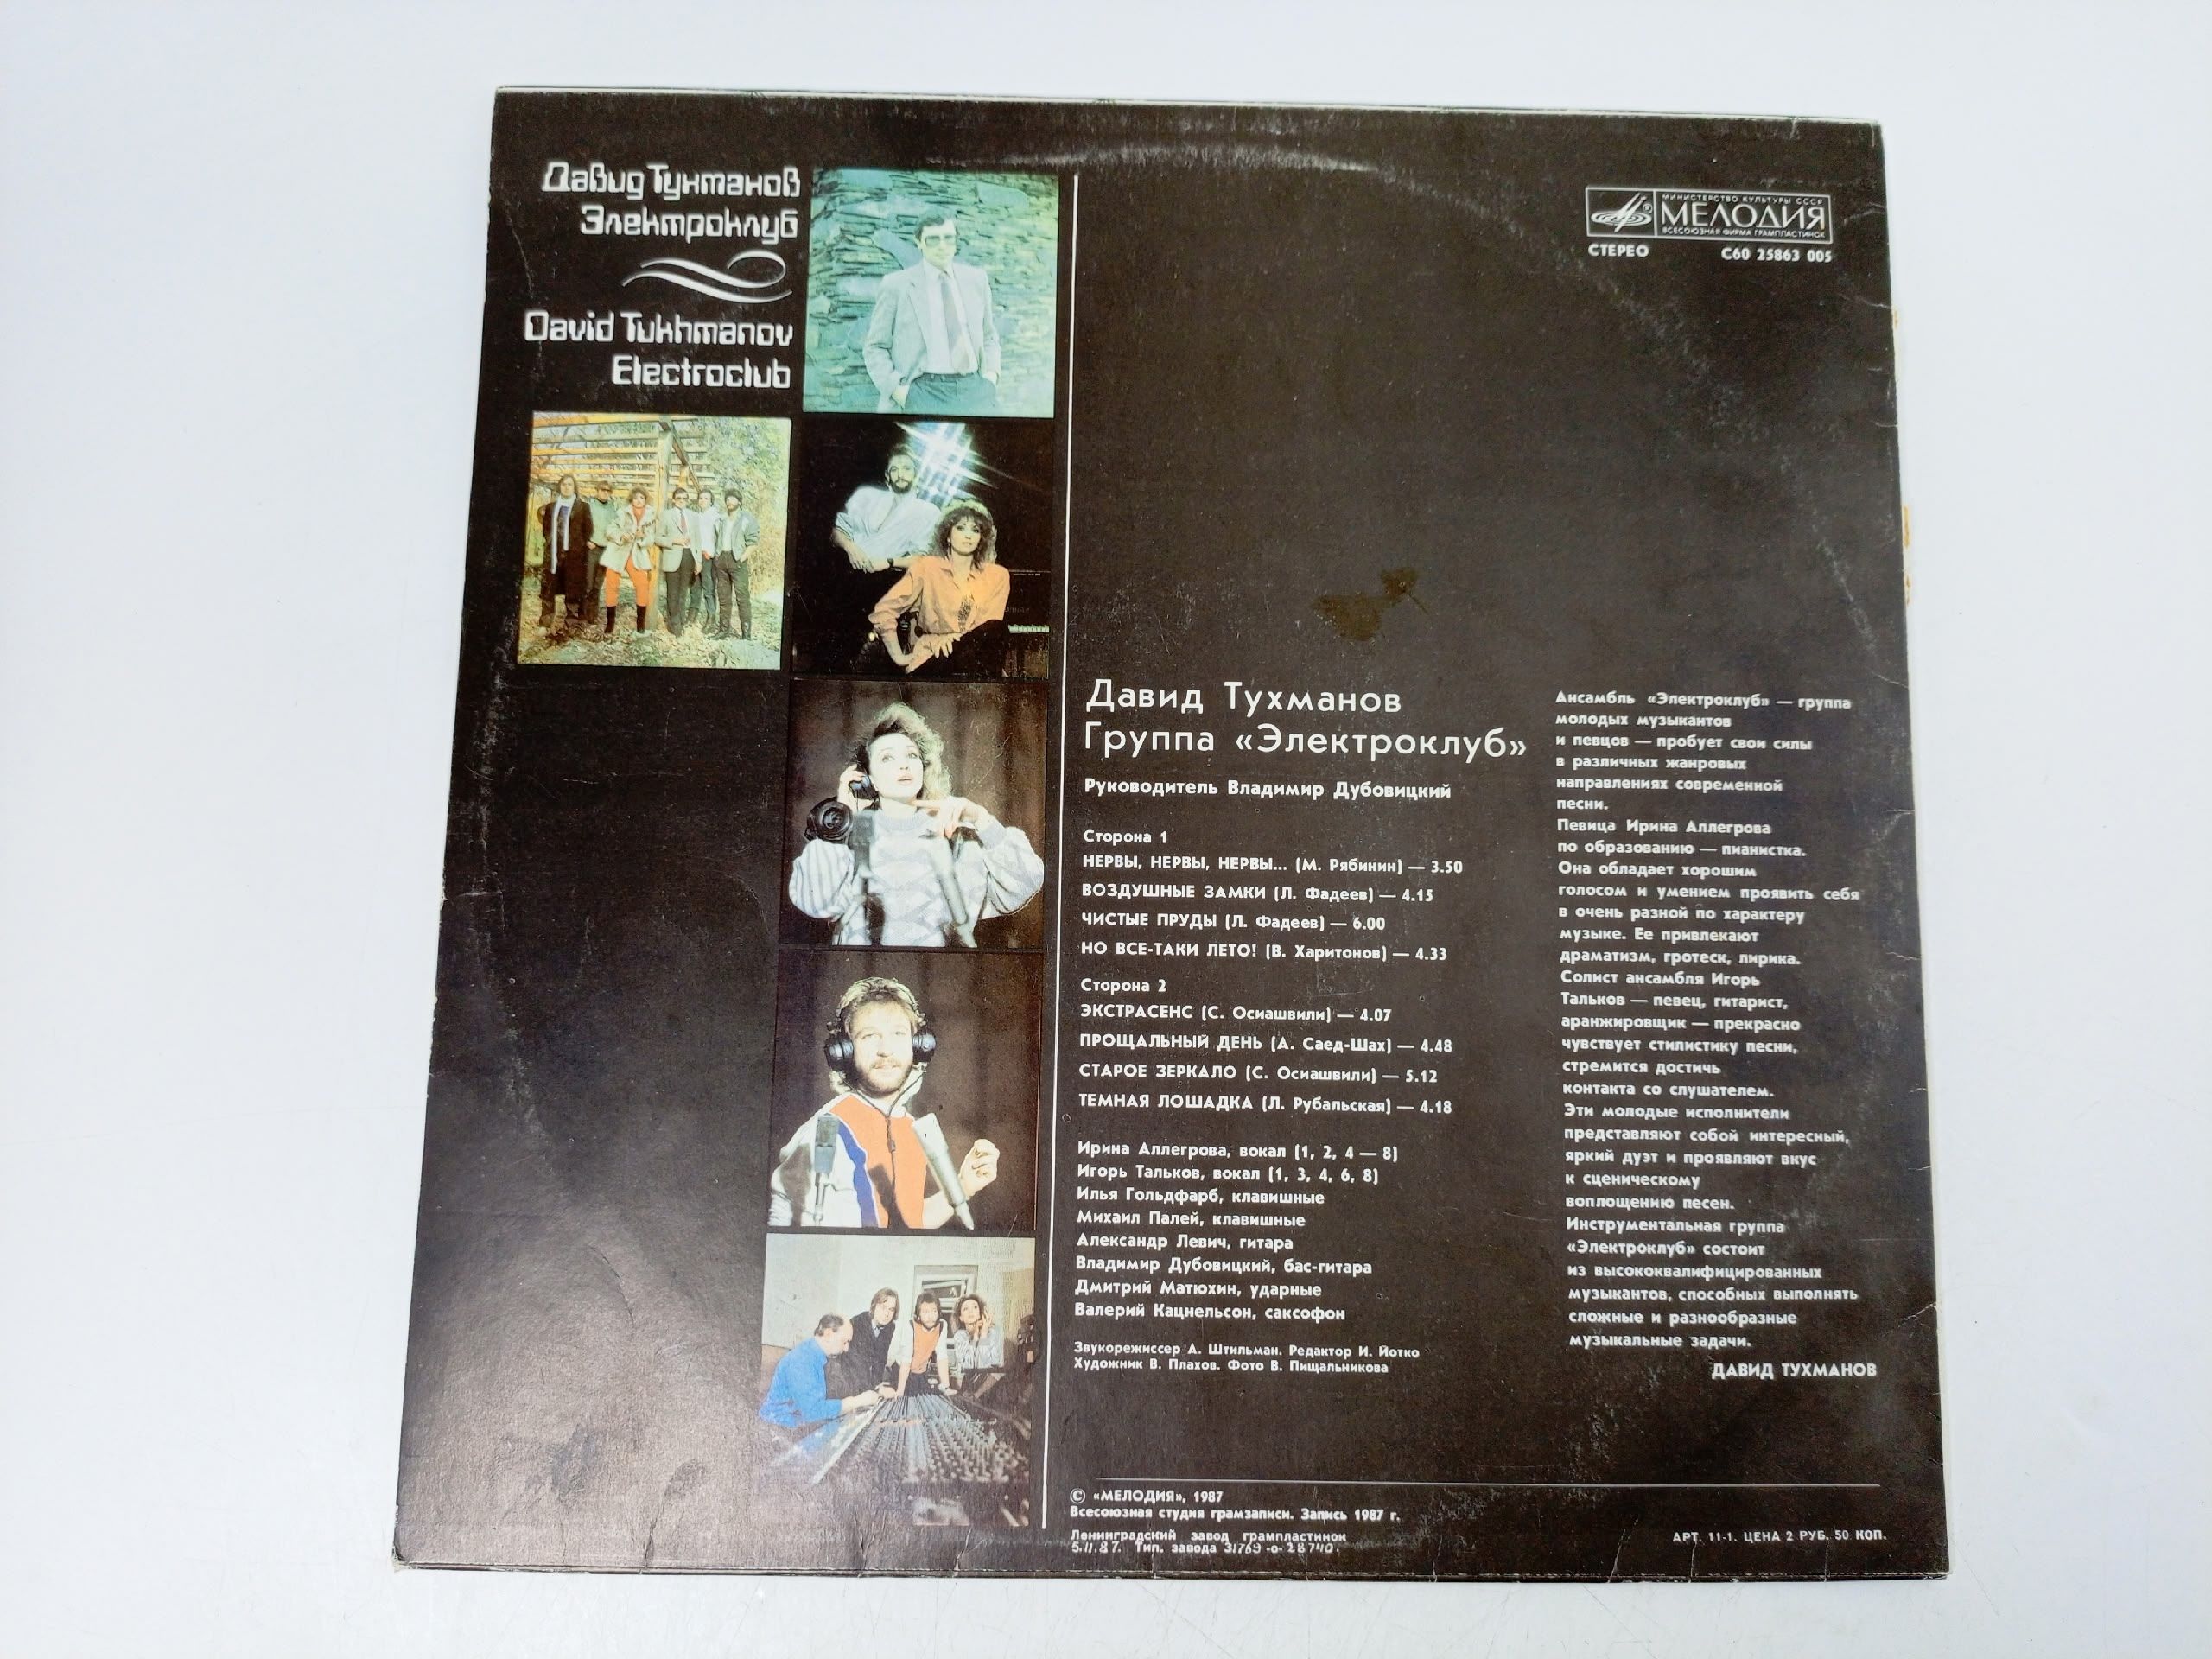 Давид Тухманов
Электроклуб
David Tukhmanov
Electroclub
МИНИСТЕРСТВО КУЛЬТУРЫ СССР
МЕЛОДИЯ
ВСЕСОЮЗНАЯ ФИРМА ГРАМПЛАСТИНОК
СТЕРЕО С60 25863 005
Давид Тухманов
Группа «Электроклуб»
Руководитель Владимир Дубовицкий
Сторона 1
НЕРВЫ, НЕРВЫ, НЕРВЫ... (М. Рябинин) — 3.50
ВОЗДУШНЫЕ ЗАМКИ (Л. Фадеев) — 4.15
ЧИСТЫЕ ПРУДЫ (Л. Фадеев) — 6.00
НО ВСЕ-ТАКИ ЛЕТО! (В. Харитонов) — 4.33
Сторона 2
ЭКСТРАСЕНС (С. Осиашвили) — 4.07
ПРОЩАЛЬНЫЙ ДЕНЬ (А. Саед-Шах) — 4.48
СТАРОЕ ЗЕРКАЛО (С. Осиашвили) — 5.12
ТЕМНАЯ ЛОШАДКА (Л. Рубальская) — 4.18
Ирина Аллегрова, вокал (1, 2, 4 — 8)
Игорь Тальков, вокал (1, 3, 4, 6, 8)
Илья Гольдфарб, клавишные
Михаил Палей, клавишные
Александр Левич, гитара
Владимир Дубовицкий, бас-гитара
Дмитрий Матюхин, ударные
Валерий Кацнельсон, саксофон
Звукорежиссер А. Штильман. Редактор И. Йотко
Художник В. Плахов. Фото В. Пищальникова
Ансамбль «Электроклуб» — группа
молодых музыкантов
и певцов — пробует свои силы
в различных жанровых
направлениях современной
песни.
Певица Ирина Аллегрова
по образованию — пианистка.
Она обладает хорошим
голосом и умением проявить себя
в очень разной по характеру
музыке. Ее привлекают
драматизм, гротеск, лирика.
Солист ансамбля Игорь
Тальков — певец, гитарист,
аранжировщик — прекрасно
чувствует стилистику песни,
стремится достичь
контакта со слушателем.
Эти молодые исполнители
представляют собой интересный,
яркий дуэт и проявляют вкус
к сценическому
воплощению песен.
Инструментальная группа
«Электроклуб» состоит
из высококвалифицированных
музыкантов, способных выполнять
сложные и разнообразные
музыкальные задачи.
ДАВИД ТУХМАНОВ
© «МЕЛОДИЯ», 1987
Всесоюзная студия грамзаписи. Запись 1987 г.
Ленинградский завод грампластинок
5.11.87. Тип. завода 31769-о-28740.
АРТ. 11-1. ЦЕНА 2 РУБ. 50 КОП.